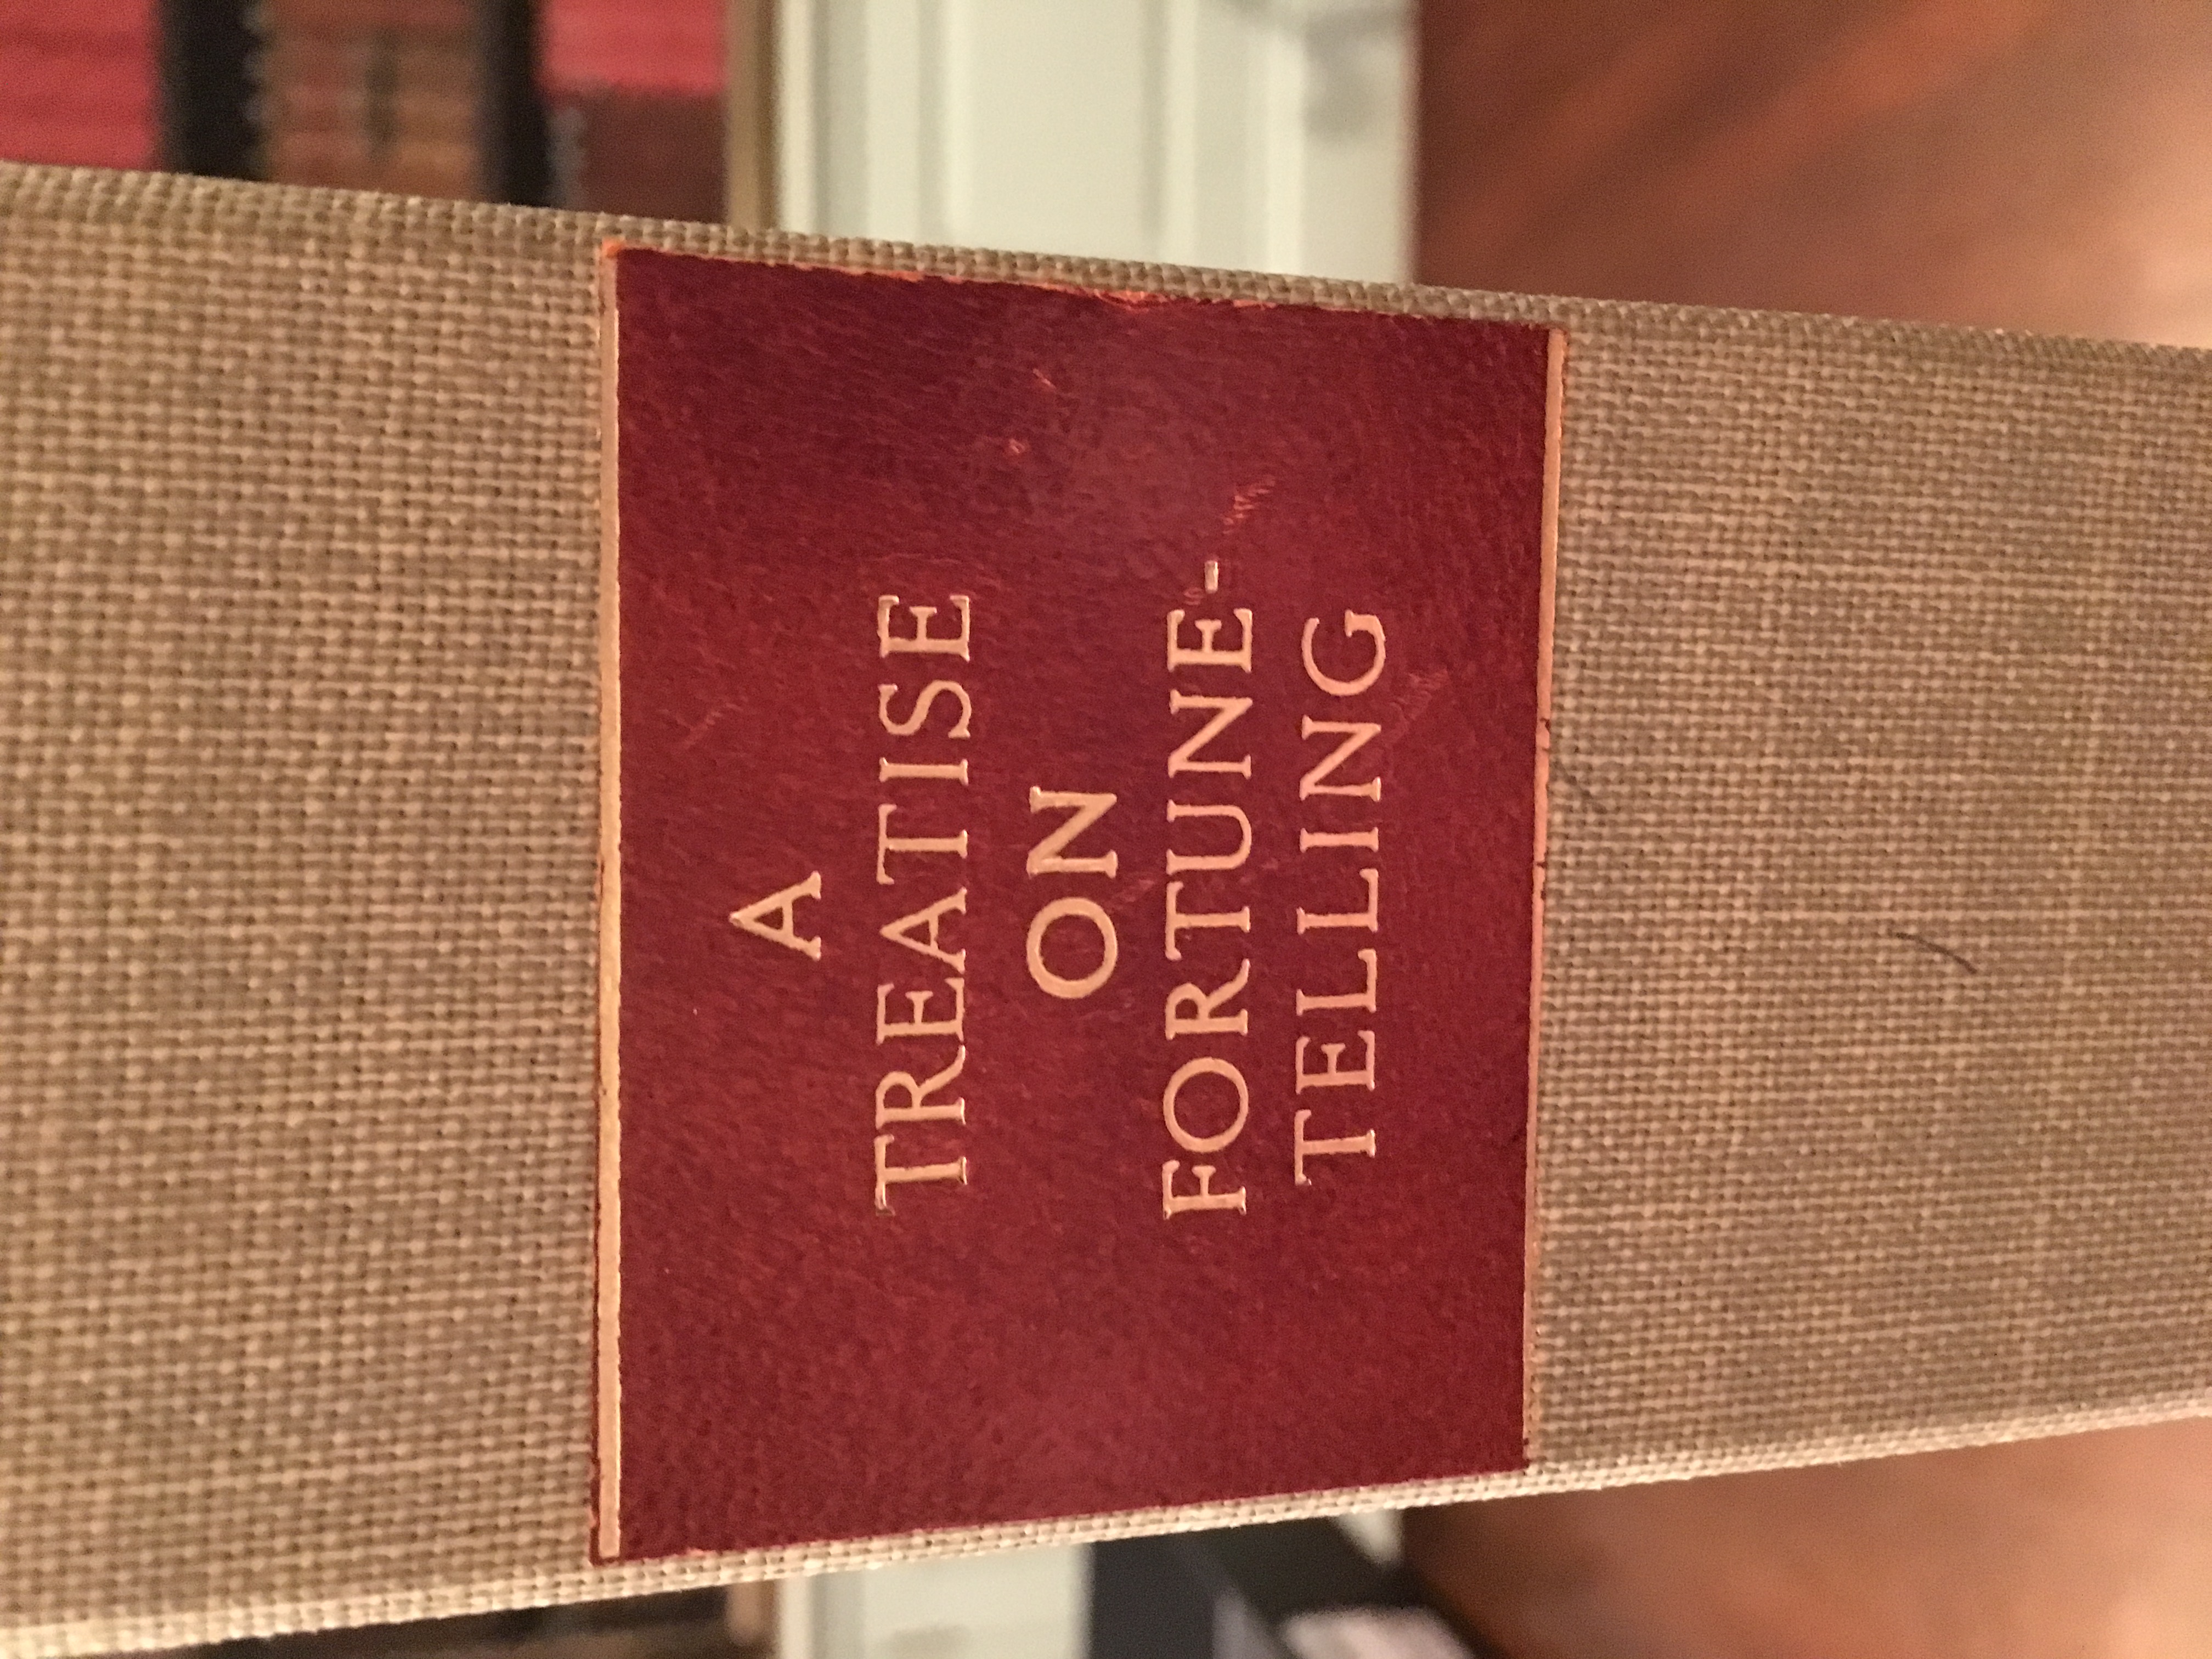 A
TREATISE
ON
FORTUNE-
TELLING